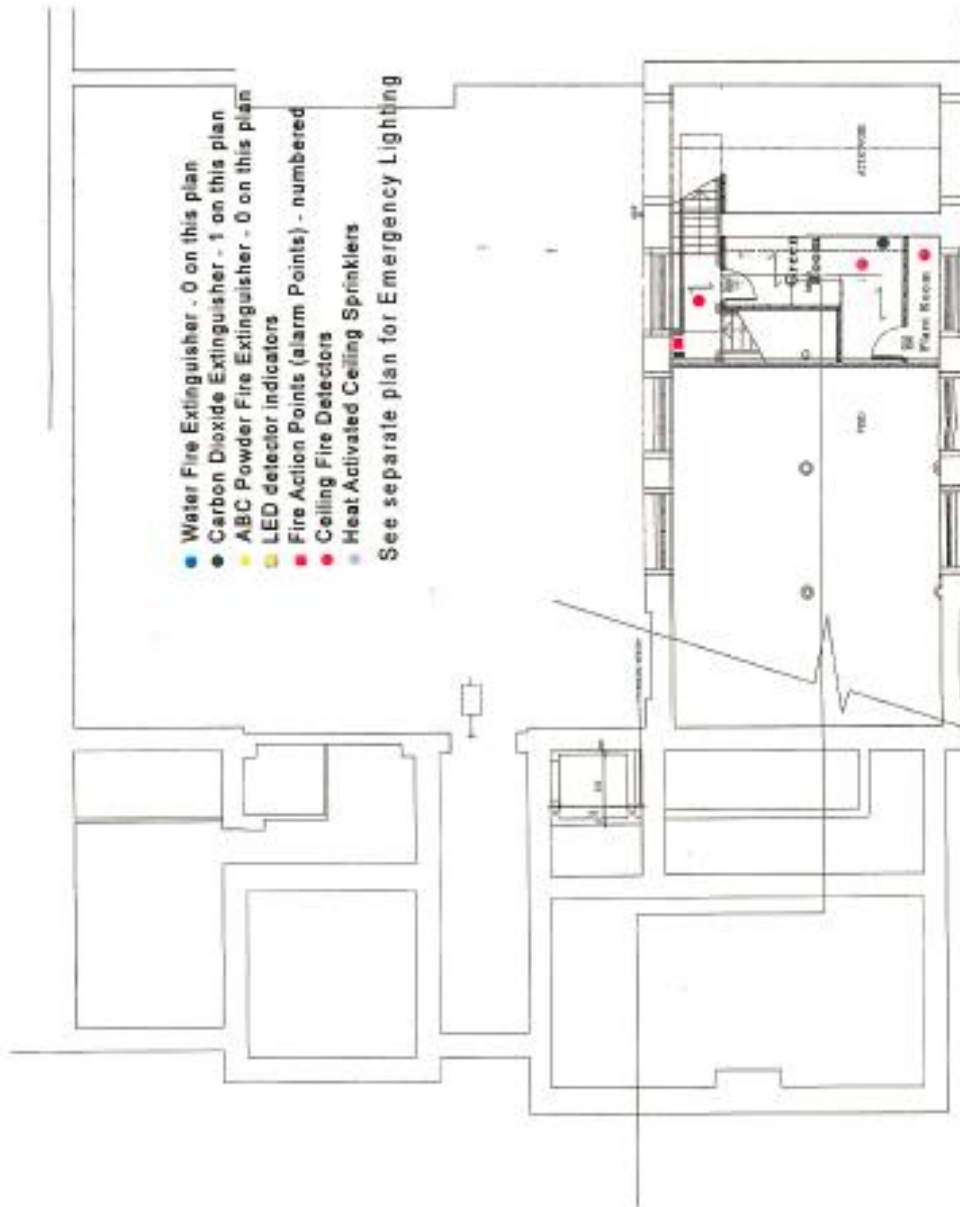 Water Fire Extinguisher - 0 on this plan
Carbon Dioxide Extinguisher - 1 on this plan
ABC Powder Fire Extinguisher - 0 on this plan
LED detector indicators
Fire Action Points (alarm Points) - numbered
Ceiling Fire Detectors
Heat Activated Ceiling Sprinklers
See separate plan for Emergency Lighting
Green
Room
Plant Room